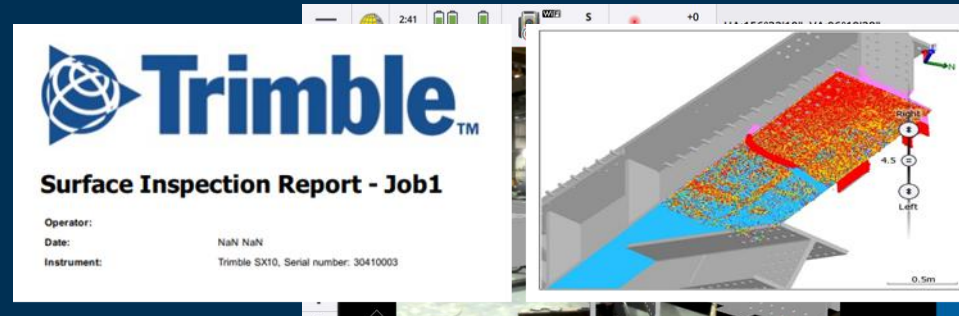 2:41
S
+0
Trimble™
Surface Inspection Report - Job1
Operator:
Date: NaN NaN
Instrument: Trimble SX10, Serial number: 30410003
N
Right
4.5
Left
0.5m